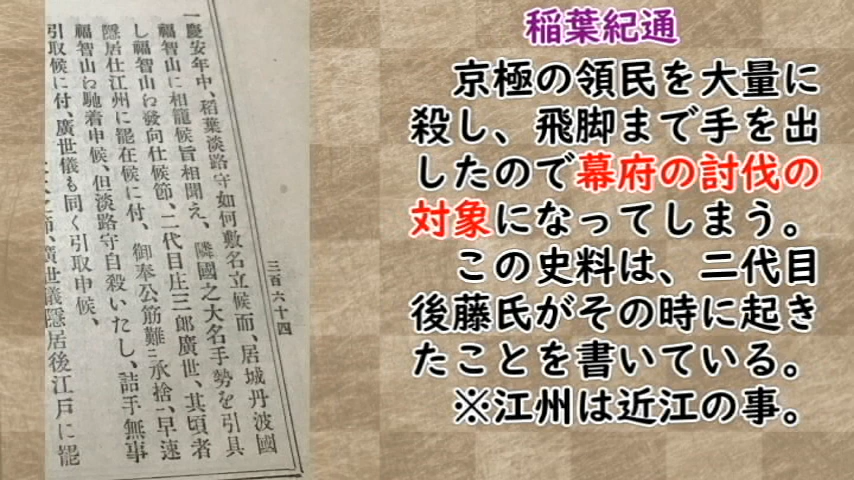 稲葉紀通
京極の領民を大量に
殺し、飛脚まで手を出
したので幕府の討伐の
対象になってしまう。
この史料は、二代目
後藤氏がその時に起き
たことを書いている。
※江州は近江の事。
三百六十四
一慶安年中、稻葉淡路守如何敷名立候而、居城丹波國
福智山に相籠候旨相聞え、隣國之大名手勢を引具
し福智山わ發向仕候節、二代目庄三郎廣世、其頃者
隱居仕江州に罷在候に付、御奉公筋難ニ承捨、早速
福智山わ馳着申候、但淡路守自殺いたし、詰手無事
引取候に付、廣世儀も同く引取申候、
之節、廣世儀隱居後江戸に罷